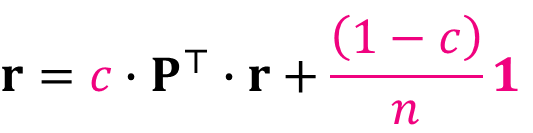 𝐫 = 𝑐 · 𝐏⊤ · 𝐫 + (1 − 𝑐)/𝑛 𝟏